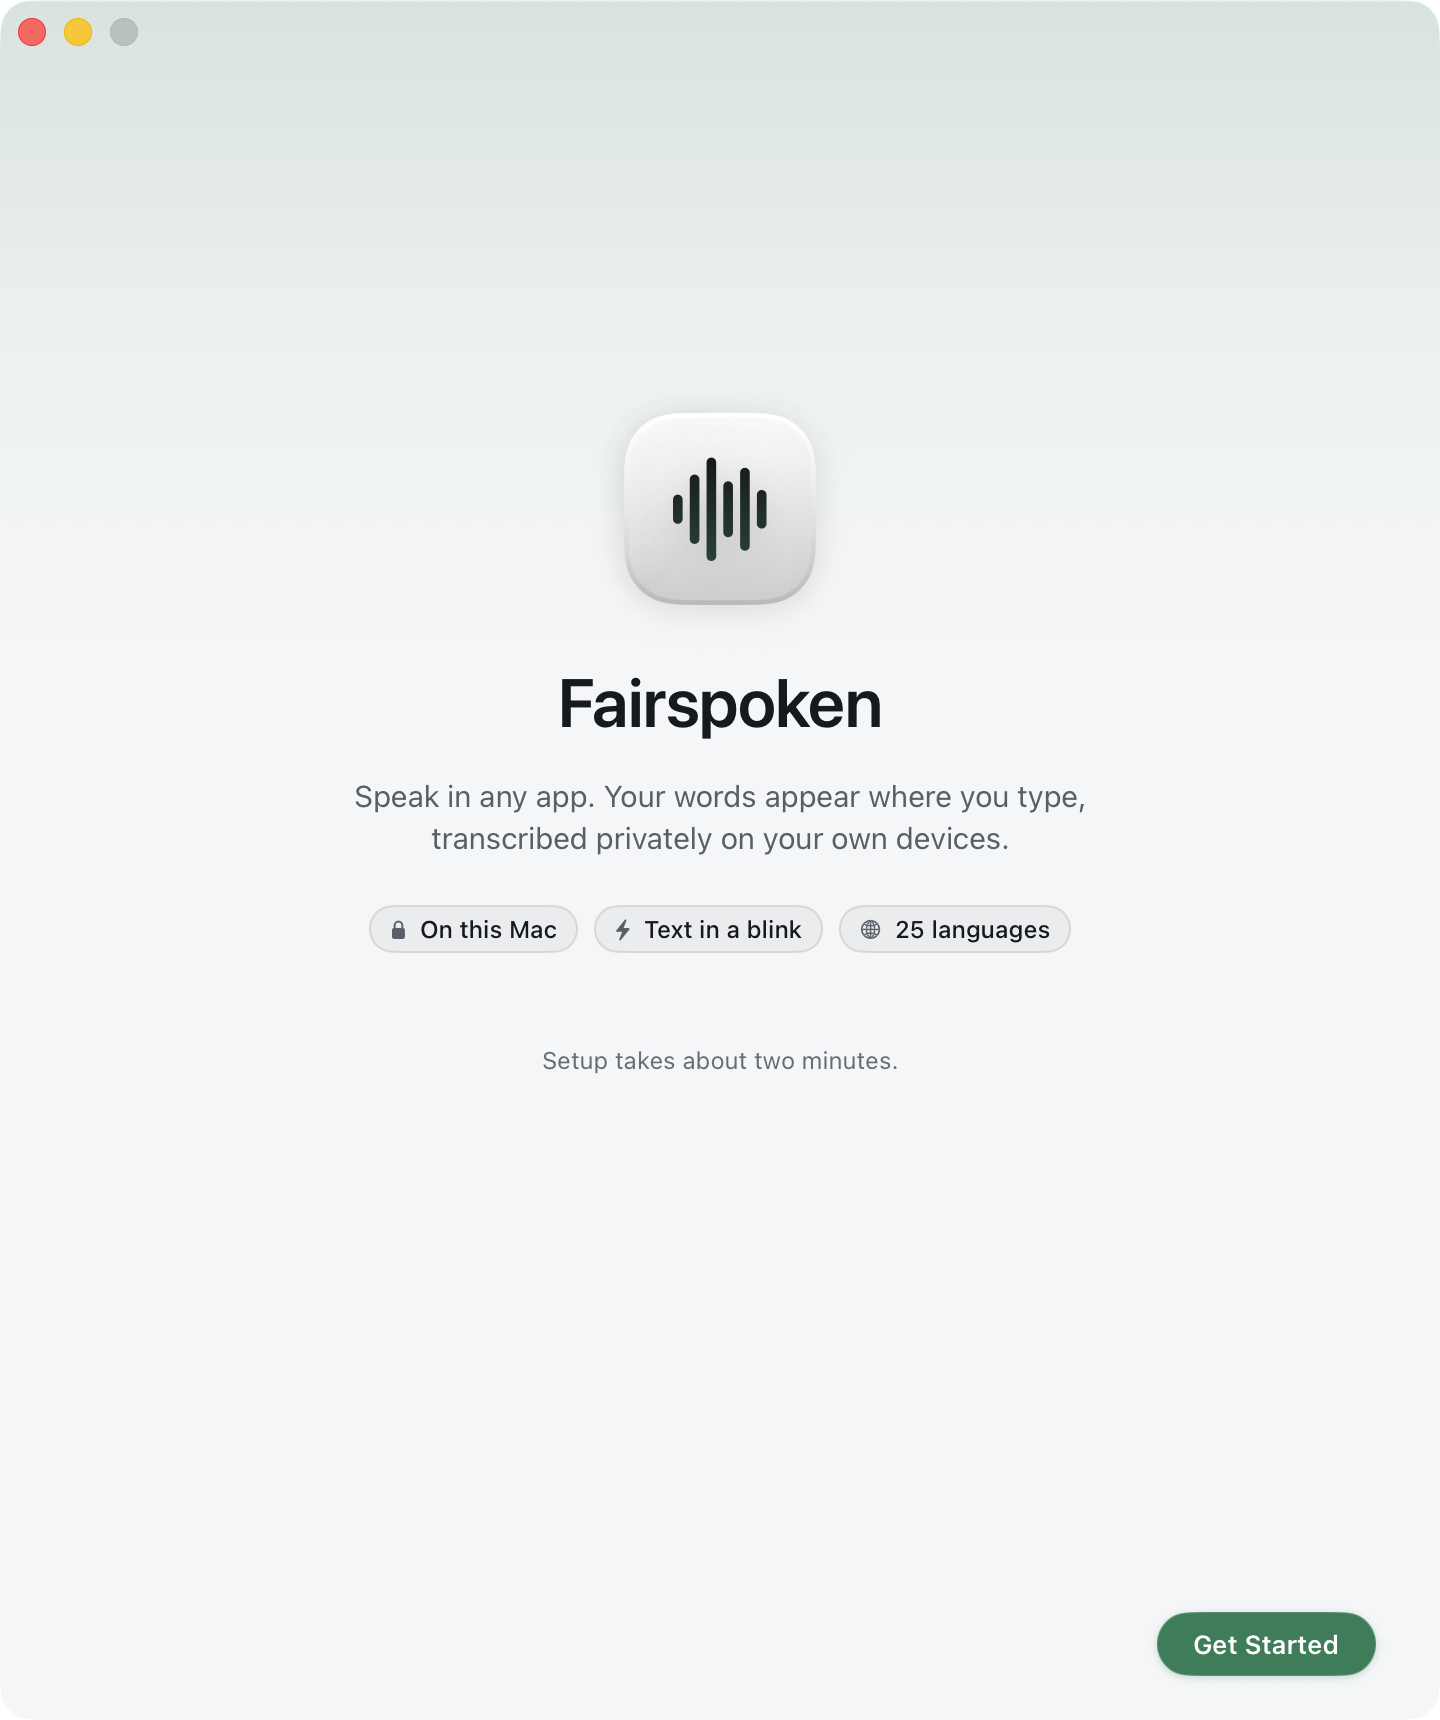 Fairspoken
Speak in any app. Your words appear where you type,
transcribed privately on your own devices.
On this Mac
Text in a blink
25 languages
Setup takes about two minutes.
Get Started